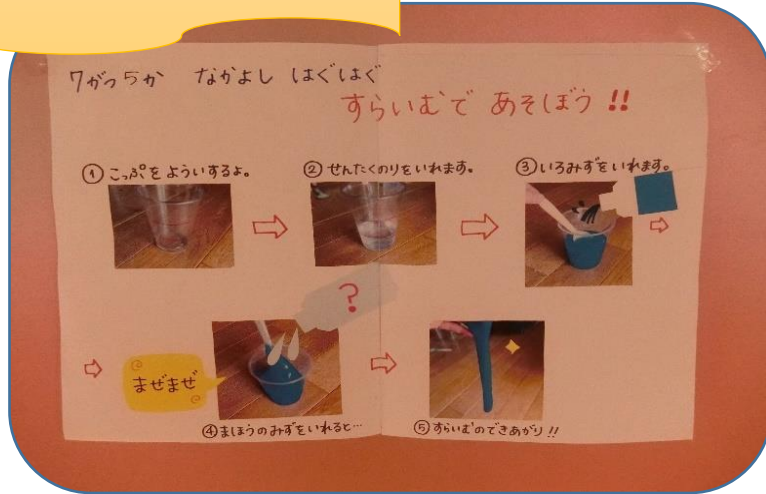 7がつ5か なかよし はぐはぐ
すらいむで あそぼう!!
①こっぷをよういするよ。
②せんたくのりをいれます。
③いろみずをいれます。
?
まぜまぜ
④まほうのみずをいれると…
⑤すらいむのできあがり!!